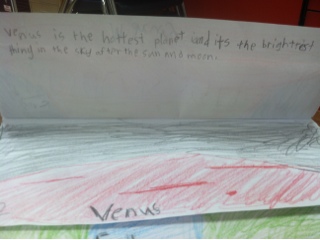 venus is the hottest planet and its the brightest
thing in the sky after the sun and moon.
Venus